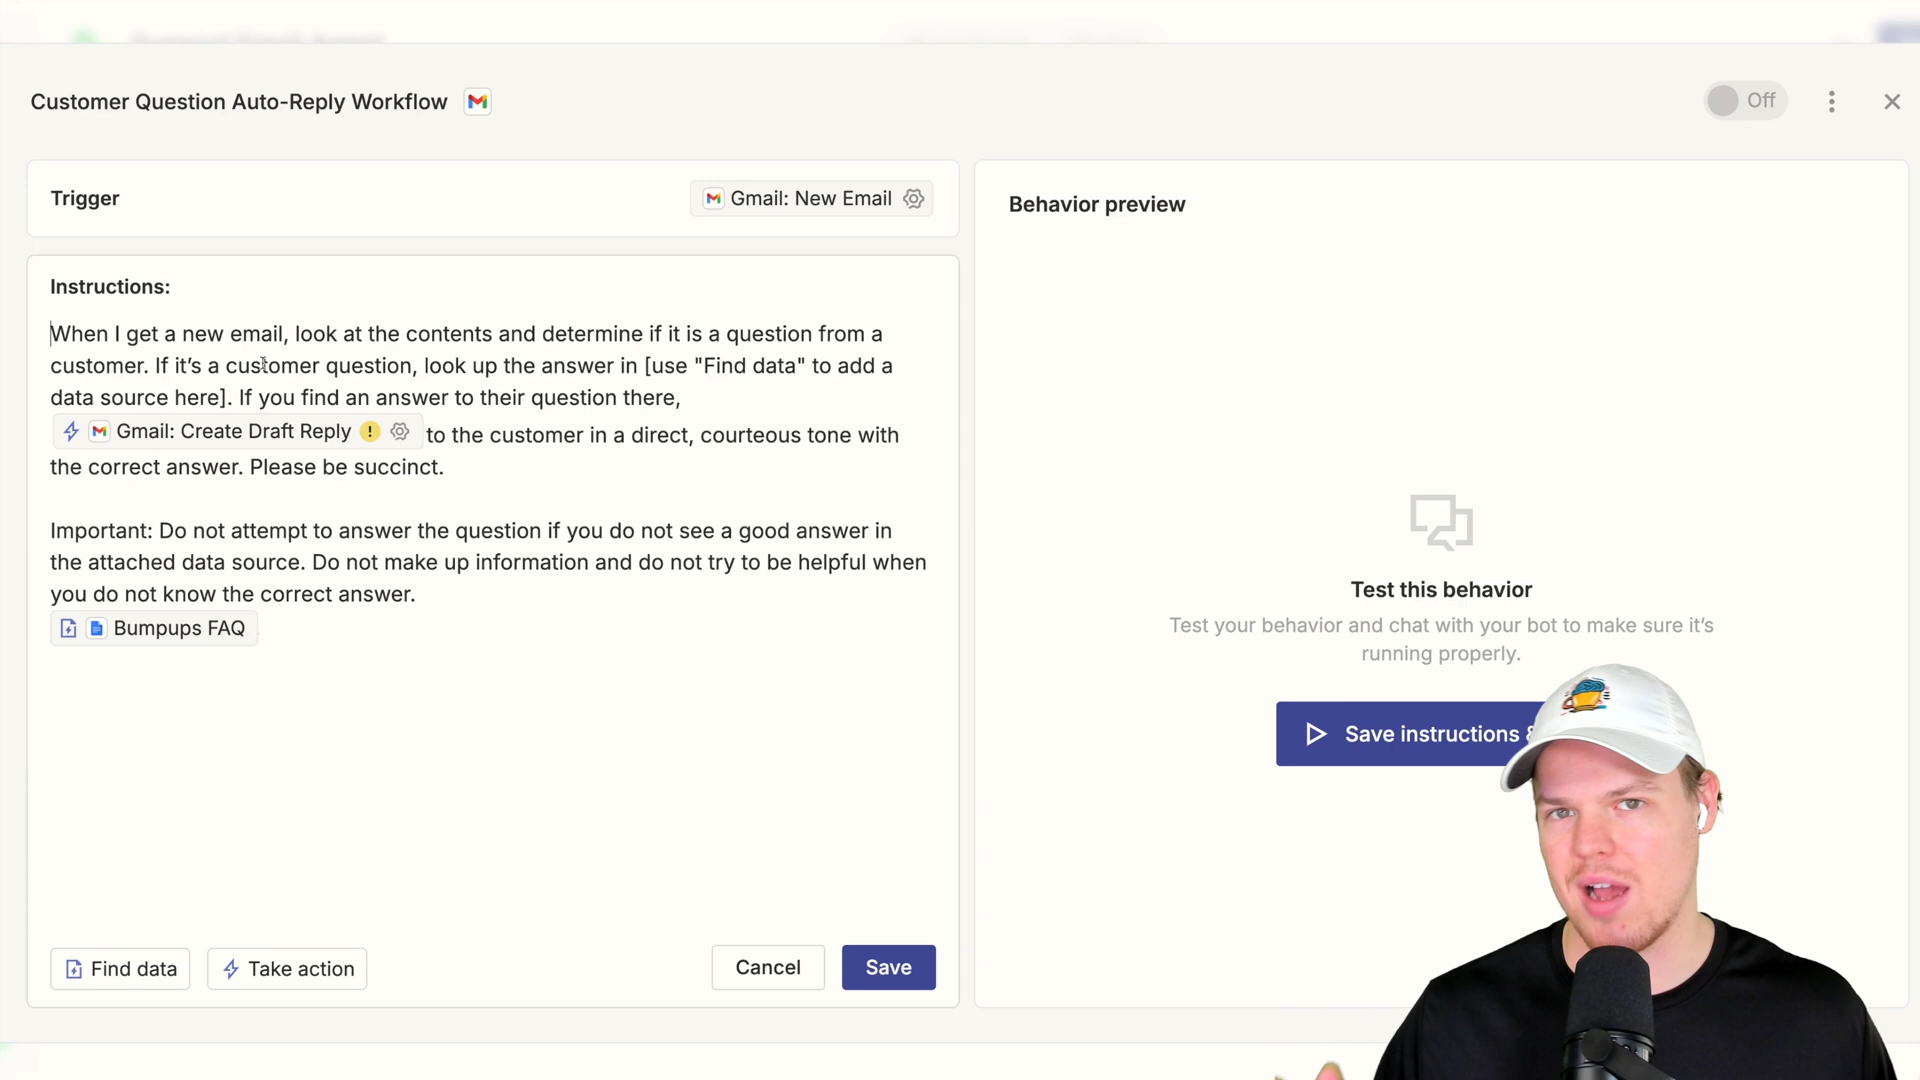 Customer Question Auto-Reply Workflow
Off
Trigger
Gmail: New Email
Instructions:
When I get a new email, look at the contents and determine if it is a question from a
customer. If it’s a customer question, look up the answer in [use "Find data" to add a
data source here]. If you find an answer to their question there,
Gmail: Create Draft Reply ! to the customer in a direct, courteous tone with
the correct answer. Please be succinct.
Important: Do not attempt to answer the question if you do not see a good answer in
the attached data source. Do not make up information and do not try to be helpful when
you do not know the correct answer.
Bumpups FAQ
Find data
Take action
Cancel
Save
Behavior preview
Test this behavior
Test your behavior and chat with your bot to make sure it’s
running properly.
Save instructions